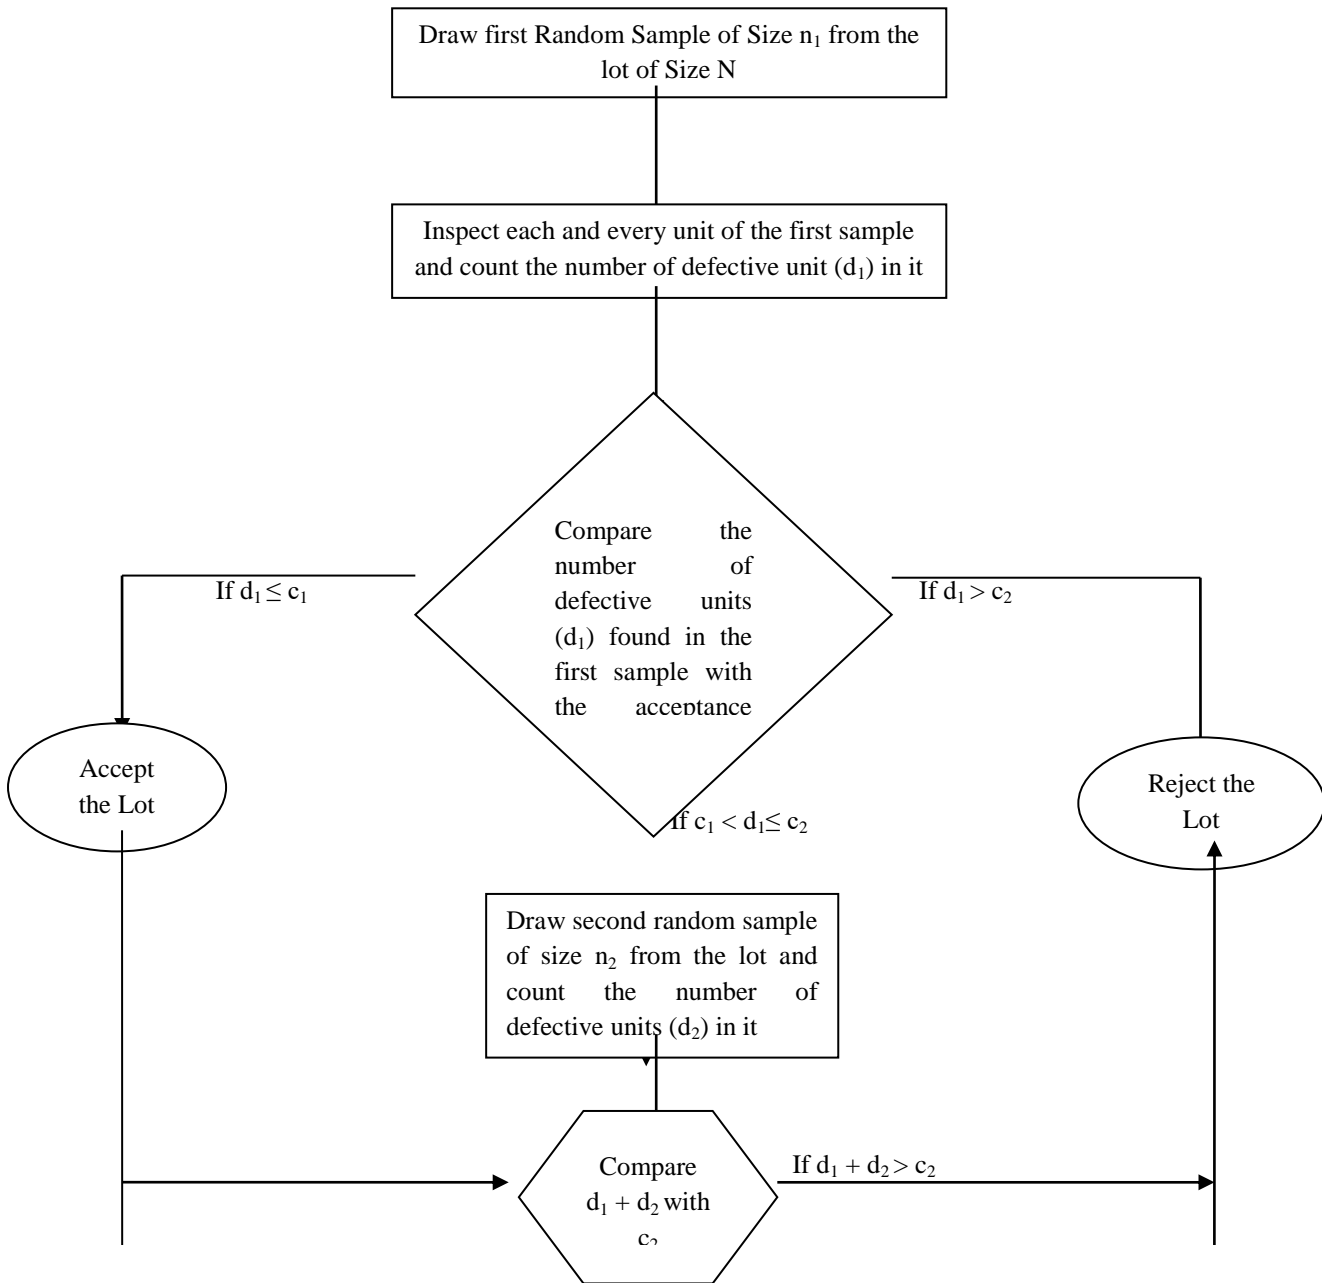 Draw first Random Sample of Size n₁ from the
lot of Size N
Inspect each and every unit of the first sample
and count the number of defective unit (d₁) in it
Compare the
number of
defective units
(d₁) found in the
first sample with
the acceptance
If d₁ ≤ c₁
If d₁ > c₂
Accept
the Lot
Reject the
Lot
If c₁ < d₁ ≤ c₂
Draw second random sample
of size n₂ from the lot and
count the number of
defective units (d₂) in it
Compare
d₁ + d₂ with
c₂
If d₁ + d₂ > c₂